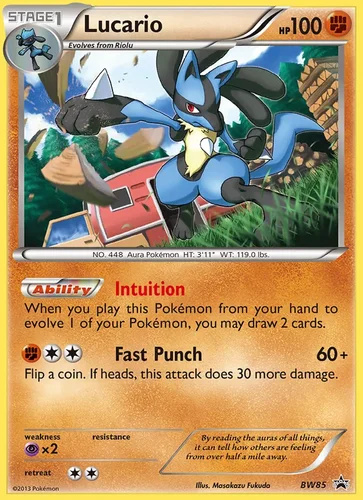 STAGE1
Lucario
HP100
Evolves from Riolu
NO. 448 Aura Pokémon HT: 3'11" WT: 119.0 lbs.
Ability Intuition
When you play this Pokémon from your hand to
evolve 1 of your Pokémon, you may draw 2 cards.
Fast Punch 60+
Flip a coin. If heads, this attack does 30 more damage.
weakness resistance
×2
retreat
By reading the auras of all things,
it can tell how others are feeling
from over half a mile away.
©2013 Pokémon Illus. Masakazu Fukuda BW85